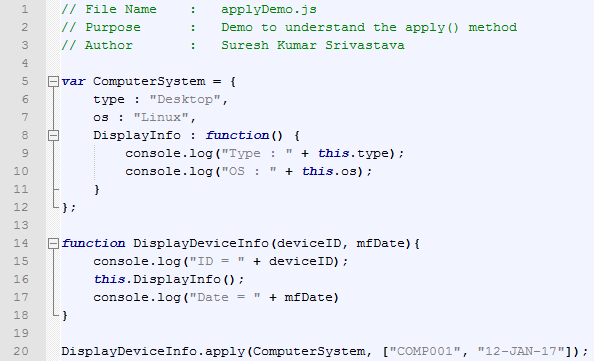 1 // File Name    :   applyDemo.js
2 // Purpose      :   Demo to understand the apply() method
3 // Author       :   Suresh Kumar Srivastava
4
5 var ComputerSystem = {
6     type : "Desktop",
7     os : "Linux",
8     DisplayInfo : function() {
9         console.log("Type : " + this.type);
10         console.log("OS : " + this.os);
11     }
12 };
13
14 function DisplayDeviceInfo(deviceID, mfDate){
15     console.log("ID = " + deviceID);
16     this.DisplayInfo();
17     console.log("Date = " + mfDate)
18 }
19
20 DisplayDeviceInfo.apply(ComputerSystem, ["COMP001", "12-JAN-17"]);